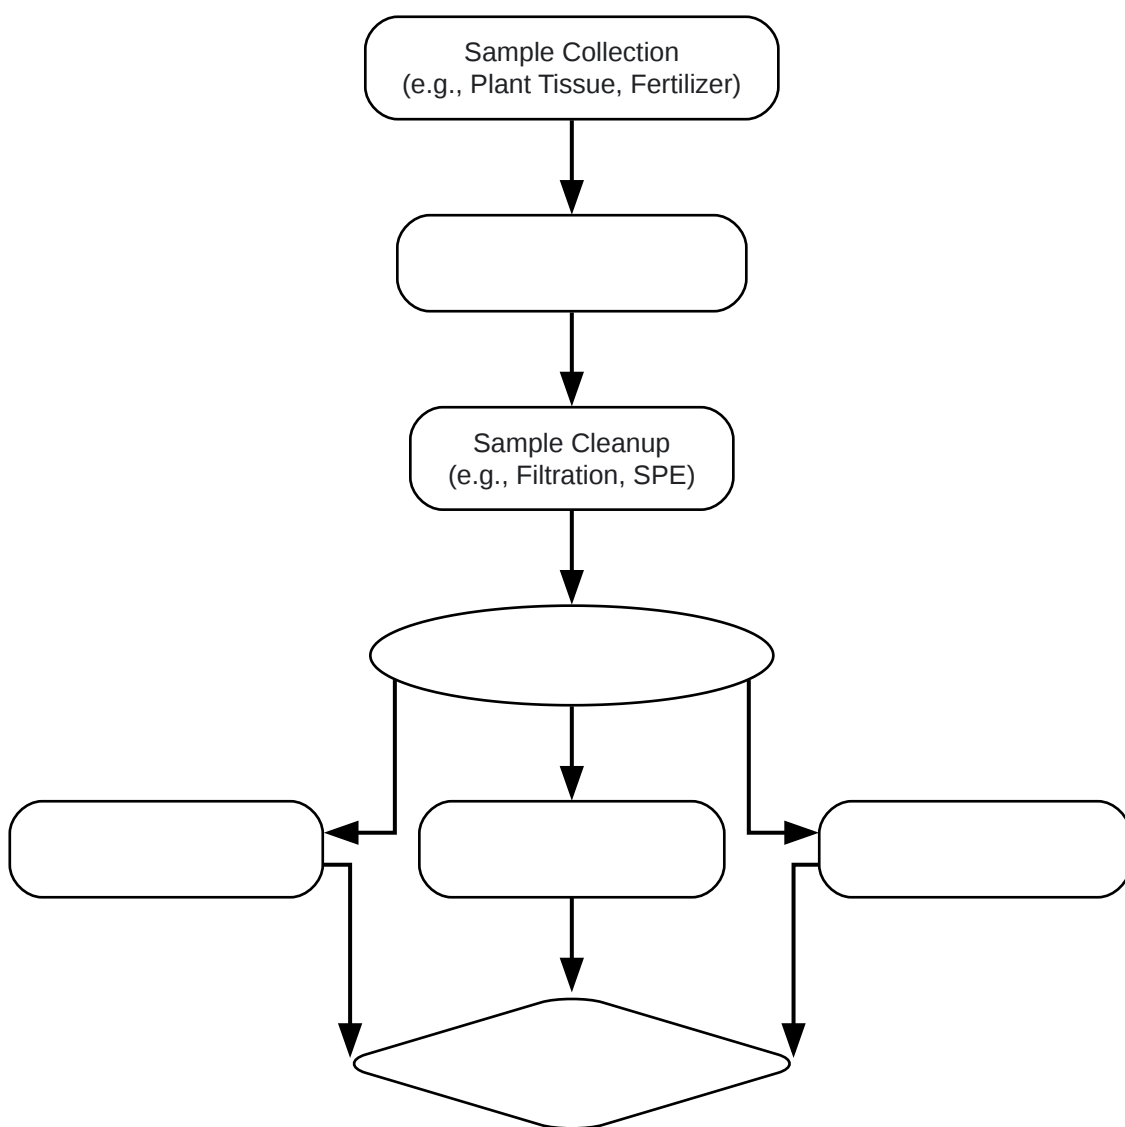 Sample Collection
(e.g., Plant Tissue, Fertilizer)
Sample Cleanup
(e.g., Filtration, SPE)